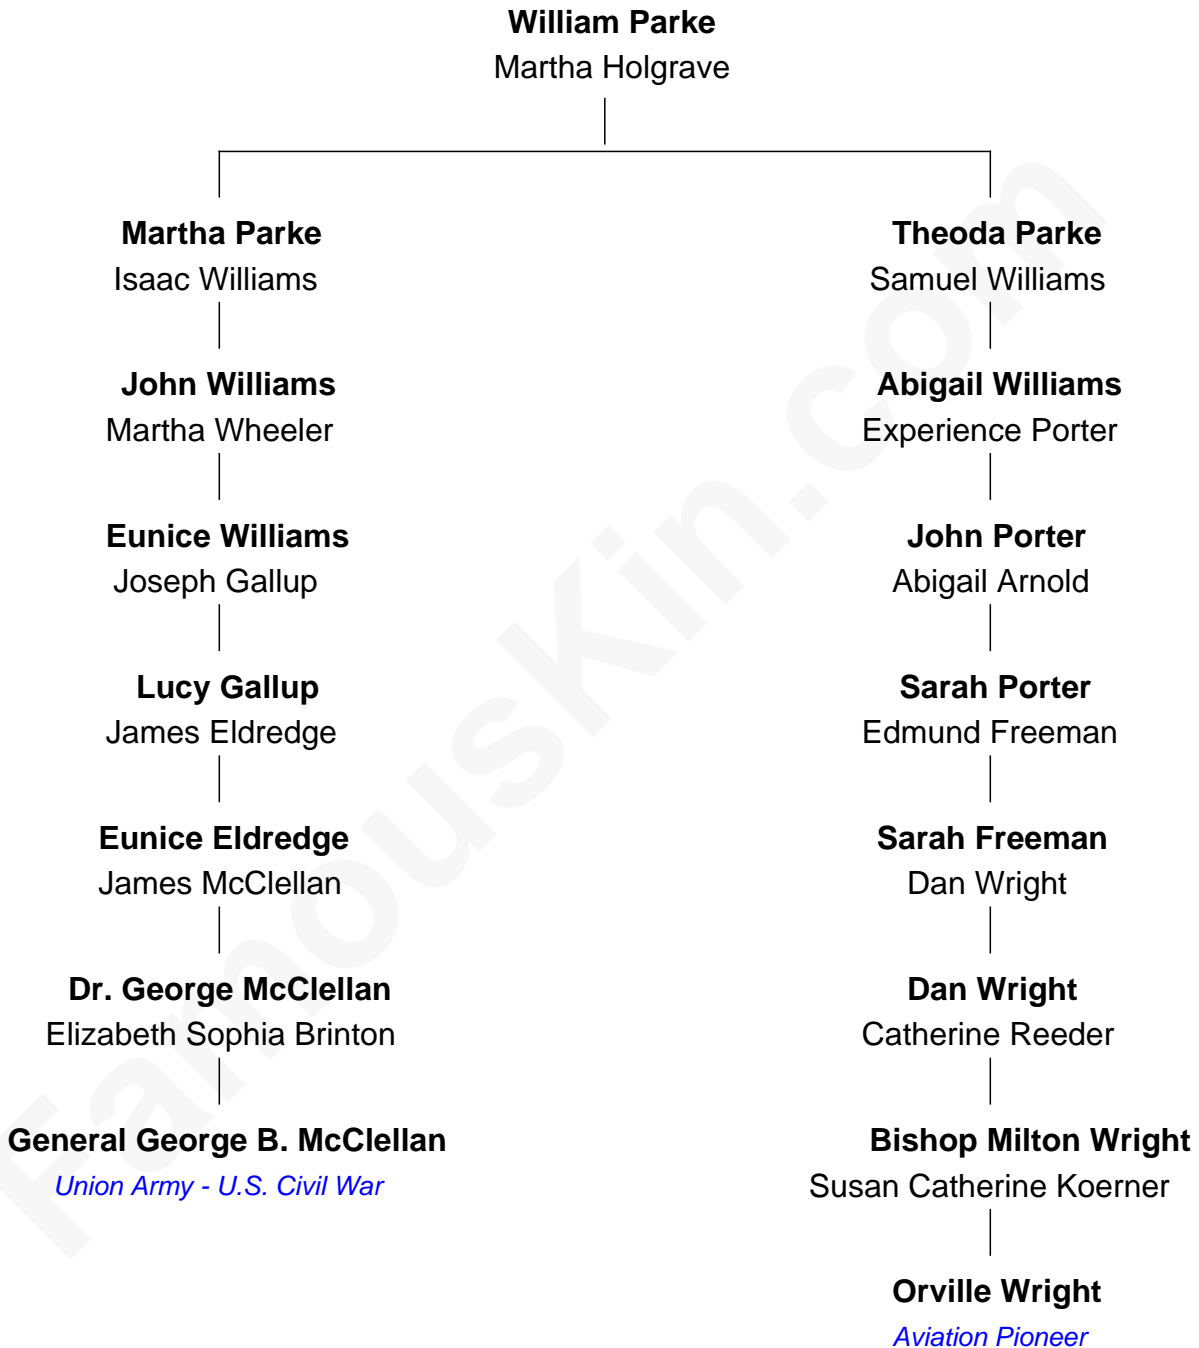 William Parke
Martha Holgrave
Martha Parke
Isaac Williams
Theoda Parke
Samuel Williams
John Williams
Martha Wheeler
Abigail Williams
Experience Porter
Eunice Williams
Joseph Gallup
John Porter
Abigail Arnold
Lucy Gallup
James Eldredge
Sarah Porter
Edmund Freeman
Eunice Eldredge
James McClellan
Sarah Freeman
Dan Wright
Dr. George McClellan
Elizabeth Sophia Brinton
Dan Wright
Catherine Reeder
General George B. McClellan
Union Army - U.S. Civil War
Bishop Milton Wright
Susan Catherine Koerner
Orville Wright
Aviation Pioneer
FamousKin.com